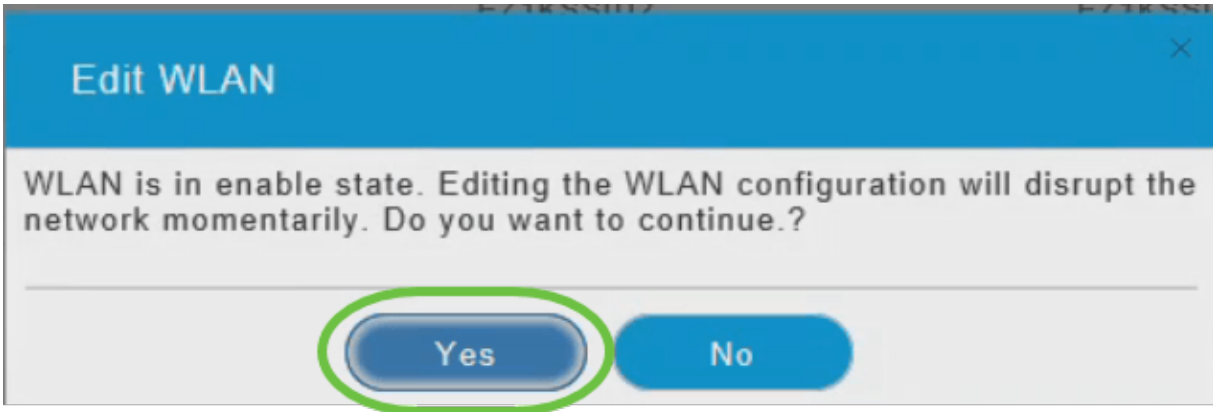 Edit WLAN
WLAN is in enable state. Editing the WLAN configuration will disrupt the
network momentarily. Do you want to continue.?
Yes
No